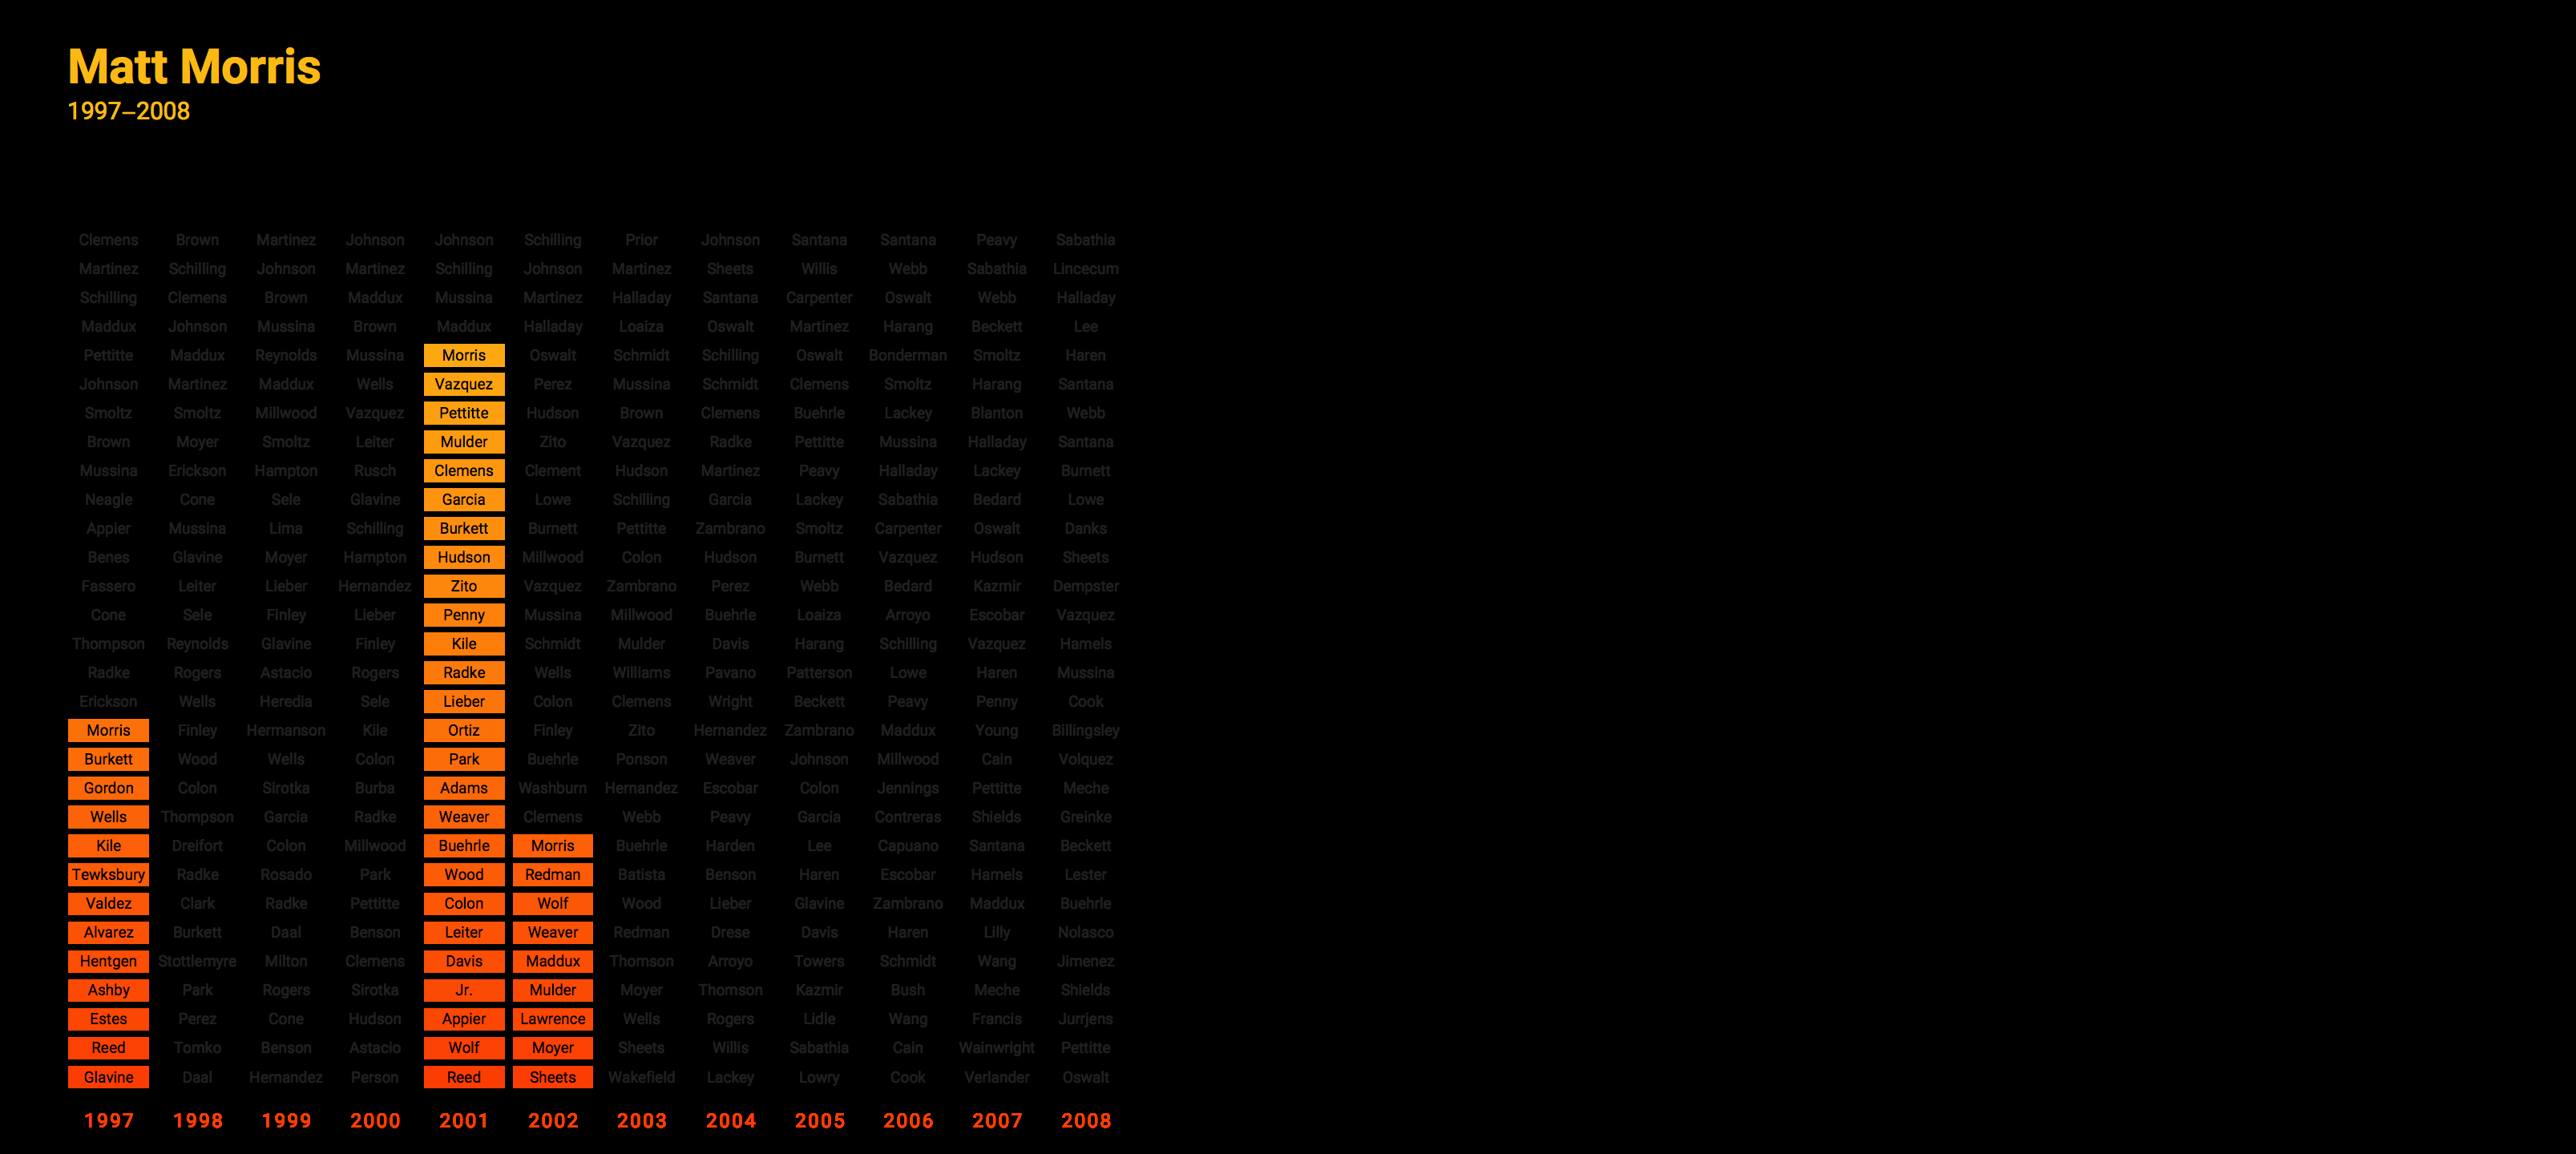 Matt Morris
1997–2008
Clemens Brown Martinez Johnson Johnson Schilling Prior Johnson Santana Santana Peavy Sabathia
Martinez Schilling Johnson Martinez Schilling Johnson Martinez Sheets Willis Webb Sabathia Lincecum
Schilling Clemens Brown Maddux Mussina Martinez Halladay Santana Carpenter Oswalt Webb Halladay
Maddux Johnson Mussina Brown Maddux Halladay Loaiza Oswalt Martinez Harang Beckett Lee
Pettitte Maddux Reynolds Mussina Morris Oswalt Schmidt Schilling Oswalt Bonderman Smoltz Haren
Johnson Martinez Maddux Wells Vazquez Perez Mussina Schmidt Clemens Smoltz Harang Santana
Smoltz Smoltz Millwood Vazquez Pettitte Hudson Brown Clemens Buehrle Lackey Blanton Webb
Brown Moyer Smoltz Leiter Mulder Zito Vazquez Radke Pettitte Mussina Halladay Santana
Mussina Erickson Hampton Rusch Clemens Clement Hudson Martinez Peavy Halladay Lackey Burnett
Neagle Cone Sele Glavine Garcia Lowe Schilling Garcia Lackey Sabathia Bedard Lowe
Appier Mussina Lima Schilling Burkett Burnett Pettitte Zambrano Smoltz Carpenter Oswalt Danks
Benes Glavine Moyer Hampton Hudson Millwood Colon Hudson Burnett Vazquez Hudson Sheets
Fassero Leiter Lieber Hernandez Zito Vazquez Zambrano Perez Webb Bedard Kazmir Dempster
Cone Sele Finley Lieber Penny Mussina Millwood Buehrle Loaiza Arroyo Escobar Vazquez
Thompson Reynolds Glavine Finley Kile Schmidt Mulder Davis Harang Schilling Vazquez Hamels
Radke Rogers Astacio Rogers Radke Wells Williams Pavano Patterson Lowe Haren Mussina
Erickson Wells Heredia Sele Lieber Colon Clemens Wright Beckett Peavy Penny Cook
Morris Finley Hermanson Kile Ortiz Finley Zito Hernandez Zambrano Maddux Young Billingsley
Burkett Wood Wells Colon Park Buehrle Ponson Weaver Johnson Millwood Cain Volquez
Gordon Colon Sirotka Burba Adams Washburn Hernandez Escobar Colon Jennings Pettitte Meche
Wells Thompson Garcia Radke Weaver Clemens Webb Peavy Garcia Contreras Shields Greinke
Kile Dreifort Colon Millwood Buehrle Morris Buehrle Harden Lee Capuano Santana Beckett
Tewksbury Radke Rosado Park Wood Redman Batista Benson Haren Escobar Hamels Lester
Valdez Clark Radke Pettitte Colon Wolf Wood Lieber Glavine Zambrano Maddux Buehrle
Alvarez Burkett Daal Benson Leiter Weaver Redman Drese Davis Haren Lilly Nolasco
Hentgen Stottlemyre Milton Clemens Davis Maddux Thomson Arroyo Towers Schmidt Wang Jimenez
Ashby Park Rogers Sirotka Jr. Mulder Moyer Thomson Kazmir Bush Meche Shields
Estes Perez Cone Hudson Appier Lawrence Wells Rogers Lidle Wang Francis Jurrjens
Reed Tomko Benson Astacio Wolf Moyer Sheets Willis Sabathia Cain Wainwright Pettitte
Glavine Daal Hernandez Person Reed Sheets Wakefield Lackey Lowry Cook Verlander Oswalt
1997 1998 1999 2000 2001 2002 2003 2004 2005 2006 2007 2008